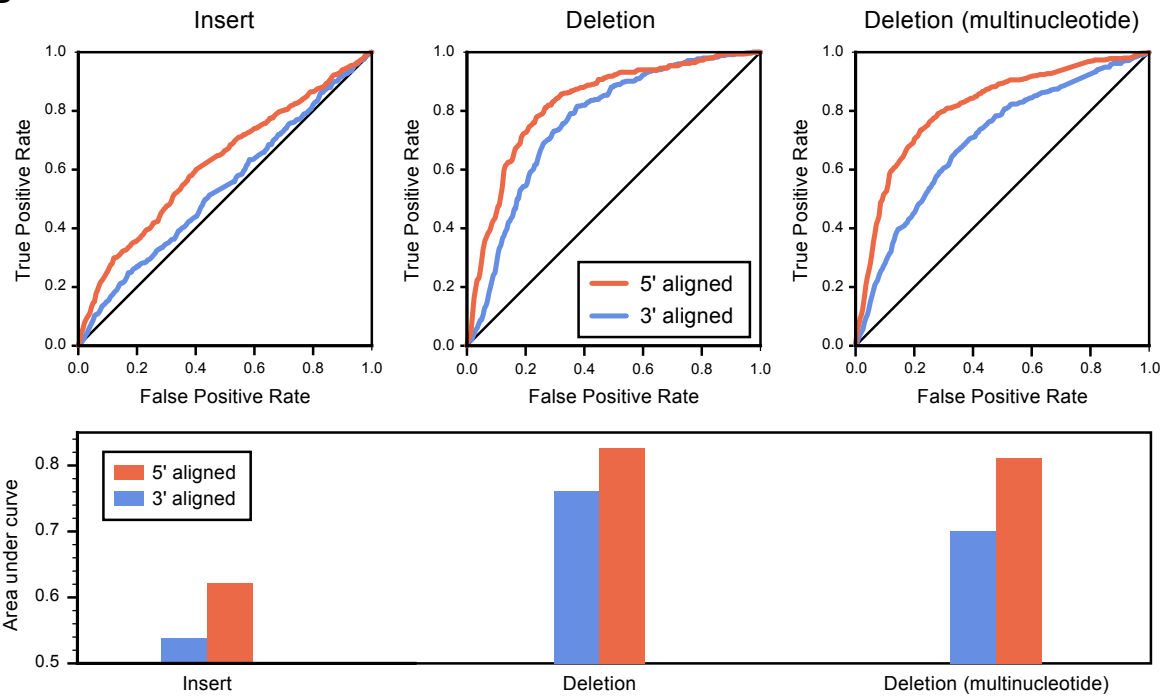 Insert
Deletion
Deletion (multinucleotide)
True Positive Rate
1.0
0.8
0.6
0.4
0.2
0.0
0.0 0.2 0.4 0.6 0.8 1.0
False Positive Rate
True Positive Rate
1.0
0.8
0.6
0.4
0.2
0.0
5' aligned
3' aligned
0.0 0.2 0.4 0.6 0.8 1.0
False Positive Rate
True Positive Rate
1.0
0.8
0.6
0.4
0.2
0.0
0.0 0.2 0.4 0.6 0.8 1.0
False Positive Rate
Area under curve
0.8
0.7
0.6
0.5
5' aligned
3' aligned
Insert
Deletion
Deletion (multinucleotide)